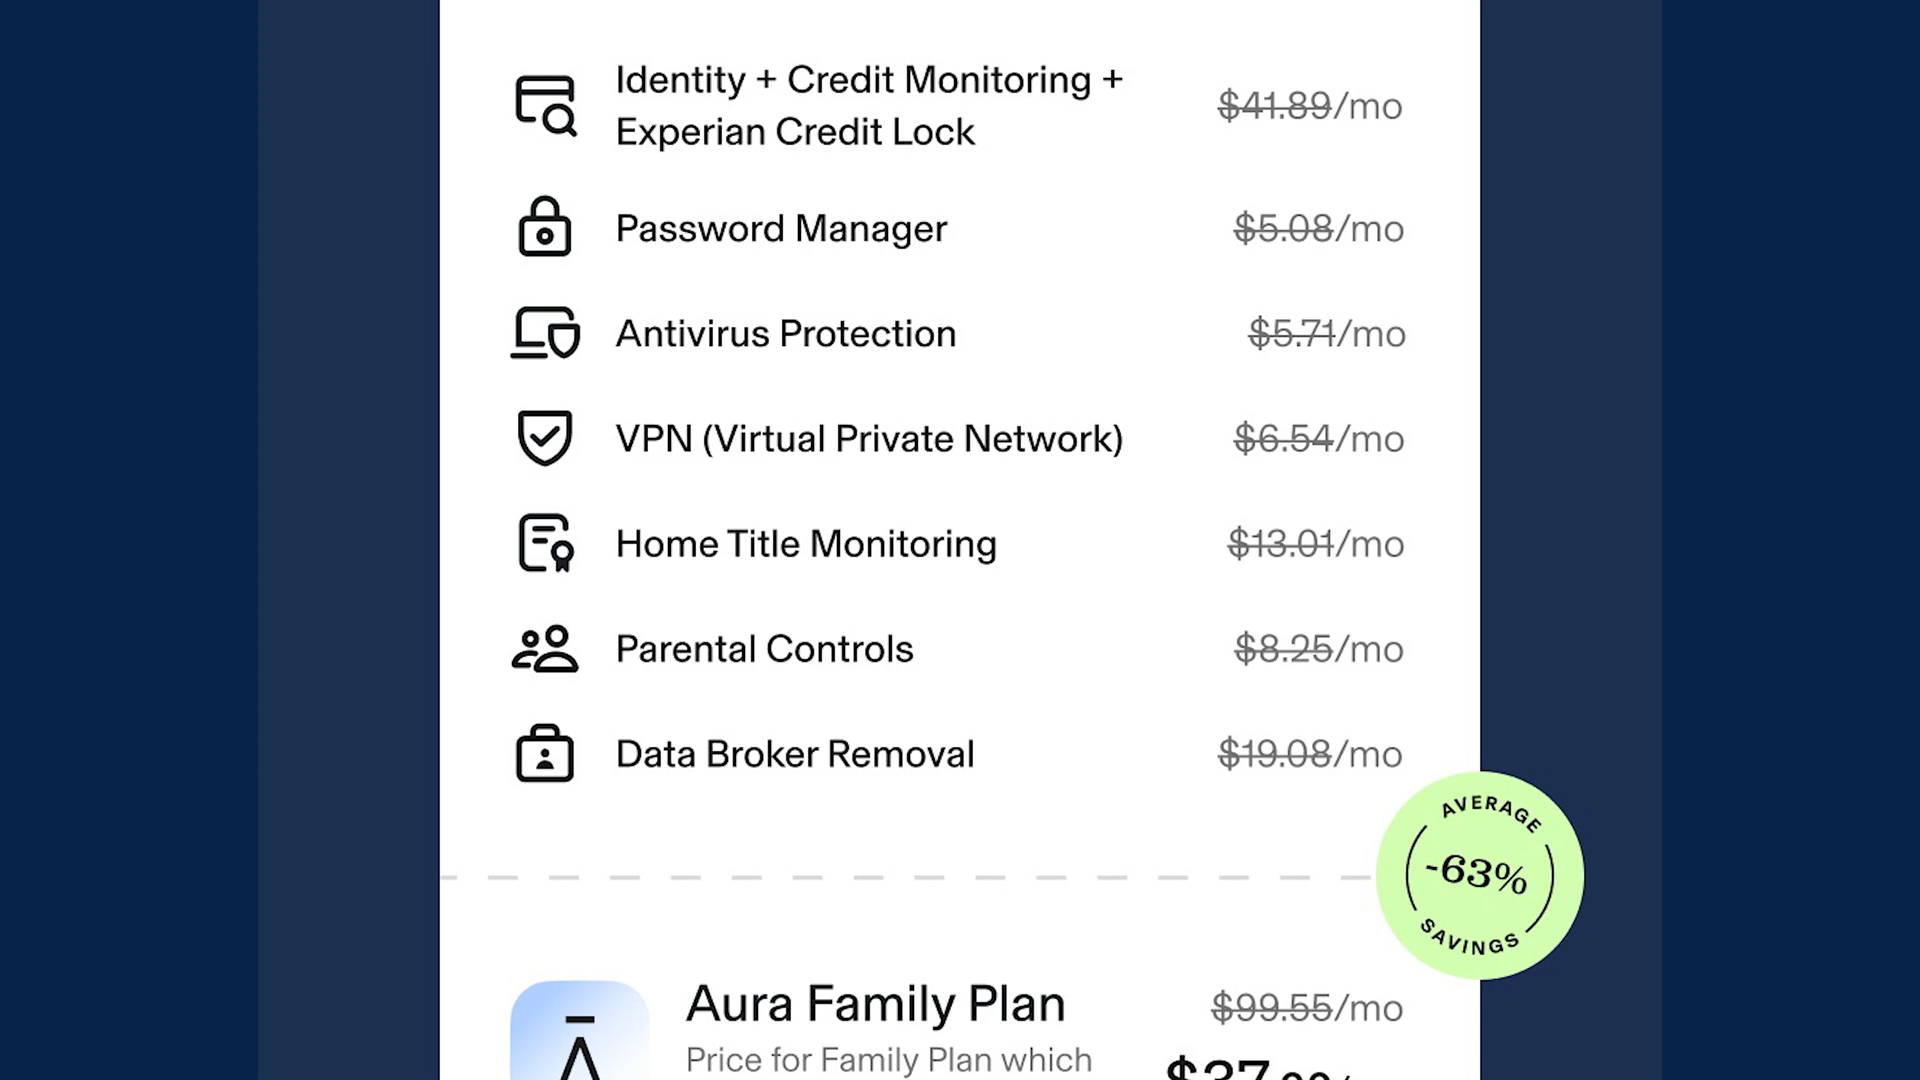 Identity + Credit Monitoring +
Experian Credit Lock
$41.89/mo
Password Manager
$5.08/mo
Antivirus Protection
$5.71/mo
VPN (Virtual Private Network)
$6.54/mo
Home Title Monitoring
$13.01/mo
Parental Controls
$8.25/mo
Data Broker Removal
$19.08/mo
AVERAGE
-63%
SAVINGS
Aura Family Plan
$99.55/mo
Price for Family Plan which
$37